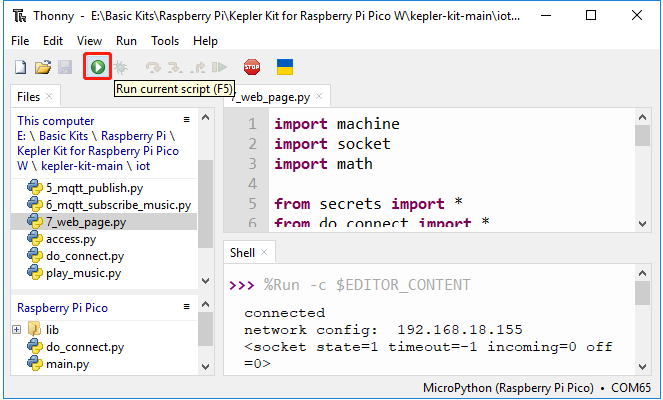 Thonny - E:\Basic Kits\Raspberry Pi\Kepler Kit for Raspberry Pi Pico W\kepler-kit-main\iot...
File Edit View Run Tools Help
STOP
Run current script (F5)
Files ×
This computer
E: \ Basic Kits \ Raspberry Pi \
Kepler Kit for Raspberry Pi Pico
W \ kepler-kit-main \ iot
5_mqtt_publish.py
6_mqtt_subscribe_music.py
7_web_page.py
access.py
do_connect.py
play_music.py
Raspberry Pi Pico
lib
do_connect.py
main.py
7_web_page.py ×
1 import machine
2 import socket
3 import math
4
5 from secrets import *
6 from do_connect import *
Shell ×
>>> %Run -c $EDITOR_CONTENT
connected
network config: 192.168.18.155
<socket state=1 timeout=-1 incoming=0 off
=0>
MicroPython (Raspberry Pi Pico) • COM65